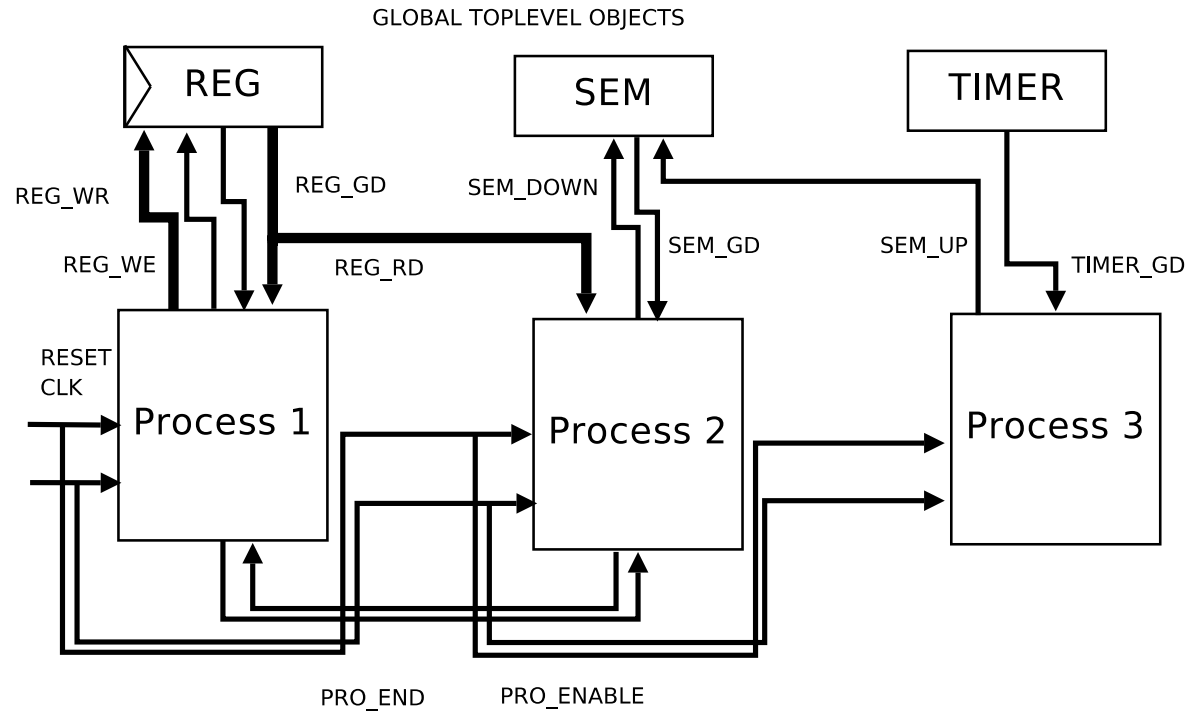 GLOBAL TOPLEVEL OBJECTS
REG
SEM
TIMER
REG_WR
REG_GD
SEM_DOWN
REG_WE
REG_RD
SEM_GD
SEM_UP
TIMER_GD
RESET
CLK
Process 1
Process 2
Process 3
PRO_END
PRO_ENABLE